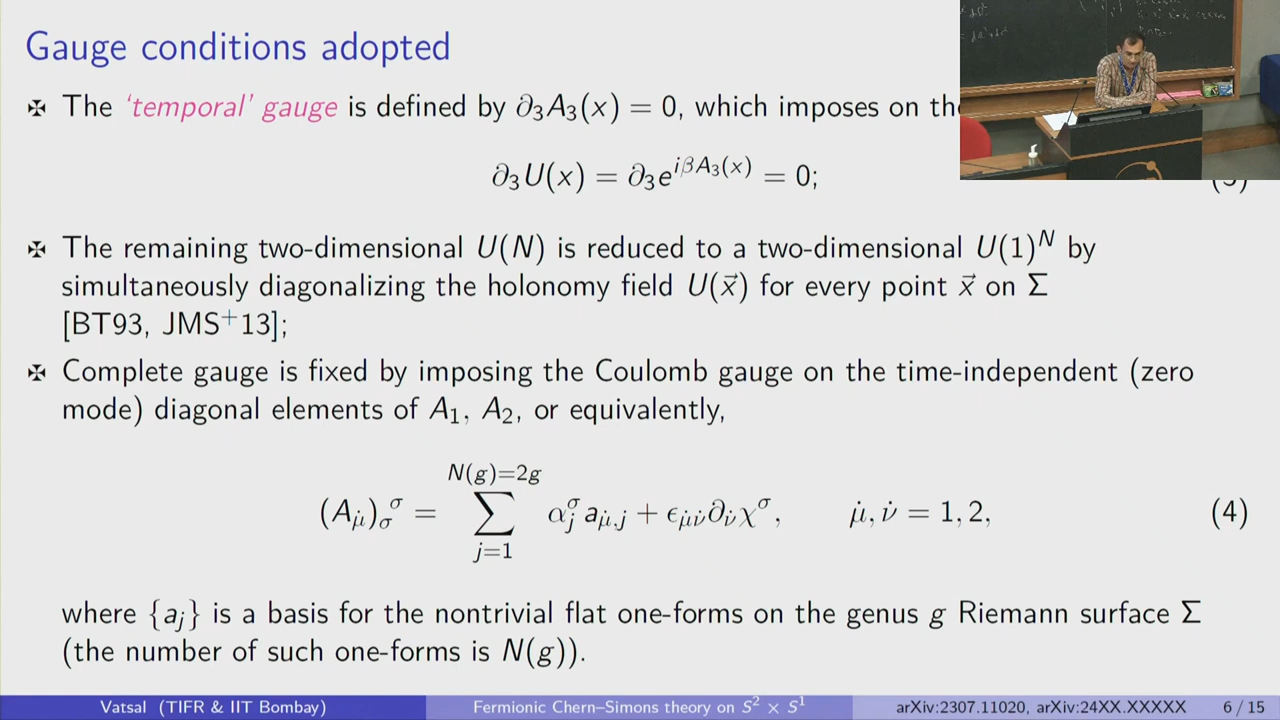 Gauge conditions adopted
✠ The ‘temporal’ gauge is defined by ∂₃A₃(x) = 0, which imposes on th
∂₃U(x) = ∂₃e^{iβA₃(x)} = 0;
✠ The remaining two-dimensional U(N) is reduced to a two-dimensional U(1)^N by
simultaneously diagonalizing the holonomy field U(x⃗) for every point x⃗ on Σ
[BT93, JMS⁺13];
✠ Complete gauge is fixed by imposing the Coulomb gauge on the time-independent (zero
mode) diagonal elements of A₁, A₂, or equivalently,
(A_{μ̇})_σ^σ = ∑_{j=1}^{N(g)=2g} α_j^σ a_{μ̇,j} + ϵ_{μ̇ν̇}∂_{ν̇}χ^σ, μ̇, ν̇ = 1, 2, (4)
where {a_j} is a basis for the nontrivial flat one-forms on the genus g Riemann surface Σ
(the number of such one-forms is N(g)).
Vatsal (TIFR & IIT Bombay) Fermionic Chern–Simons theory on S² × S¹ arXiv:2307.11020, arXiv:24XX.XXXXX 6 / 15